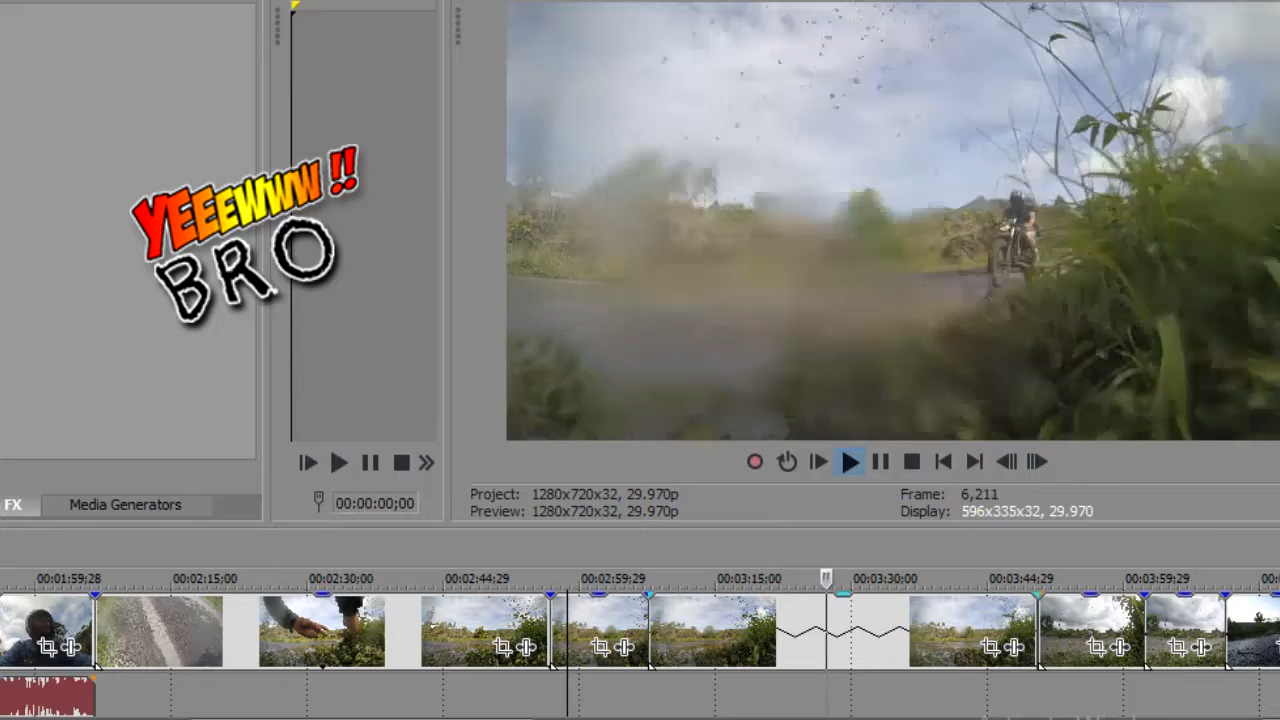 YEEEWWW !!
BRO
FX
Media Generators
00:00:00;00
Project: 1280x720x32, 29.970p
Preview: 1280x720x32, 29.970p
Frame: 6,211
Display: 596x335x32, 29.970
00:01:59;28
00:02:15;00
00:02:30;00
00:02:44;29
00:02:59;29
00:03:15;00
00:03:30;00
00:03:44;29
00:03:59;29